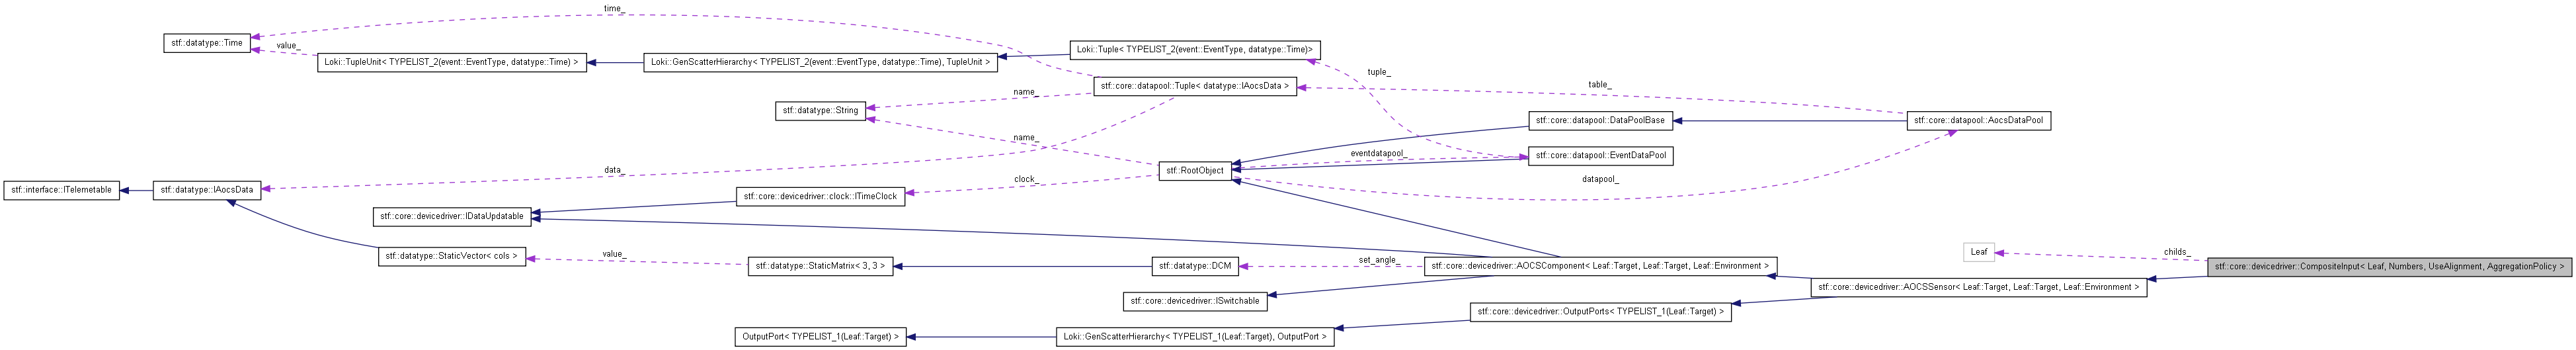 time_
stf::datatype::Time
value_
Loki::Tuple< TYPELIST_2(event::EventType, datatype::Time)>
Loki::TupleUnit< TYPELIST_2(event::EventType, datatype::Time) >
Loki::GenScatterHierarchy< TYPELIST_2(event::EventType, datatype::Time), TupleUnit >
tuple_
stf::core::datapool::Tuple< datatype::IAocsData >
table_
name_
stf::datatype::String
stf::core::datapool::DataPoolBase
stf::core::datapool::AocsDataPool
name_
eventdatapool_
stf::core::datapool::EventDataPool
data_
stf::RootObject
clock_
datapool_
stf::interface::ITelemetable
stf::datatype::IAocsData
stf::core::devicedriver::clock::ITimeClock
stf::core::devicedriver::IDataUpdatable
stf::datatype::StaticVector< cols >
value_
stf::datatype::StaticMatrix< 3, 3 >
stf::datatype::DCM
set_angle_
stf::core::devicedriver::AOCSComponent< Leaf::Target, Leaf::Target, Leaf::Environment >
Leaf
childs_
stf::core::devicedriver::CompositeInput< Leaf, Numbers, UseAlignment, AggregationPolicy >
stf::core::devicedriver::AOCSSensor< Leaf::Target, Leaf::Target, Leaf::Environment >
stf::core::devicedriver::ISwitchable
stf::core::devicedriver::OutputPorts< TYPELIST_1(Leaf::Target) >
OutputPort< TYPELIST_1(Leaf::Target) >
Loki::GenScatterHierarchy< TYPELIST_1(Leaf::Target), OutputPort >